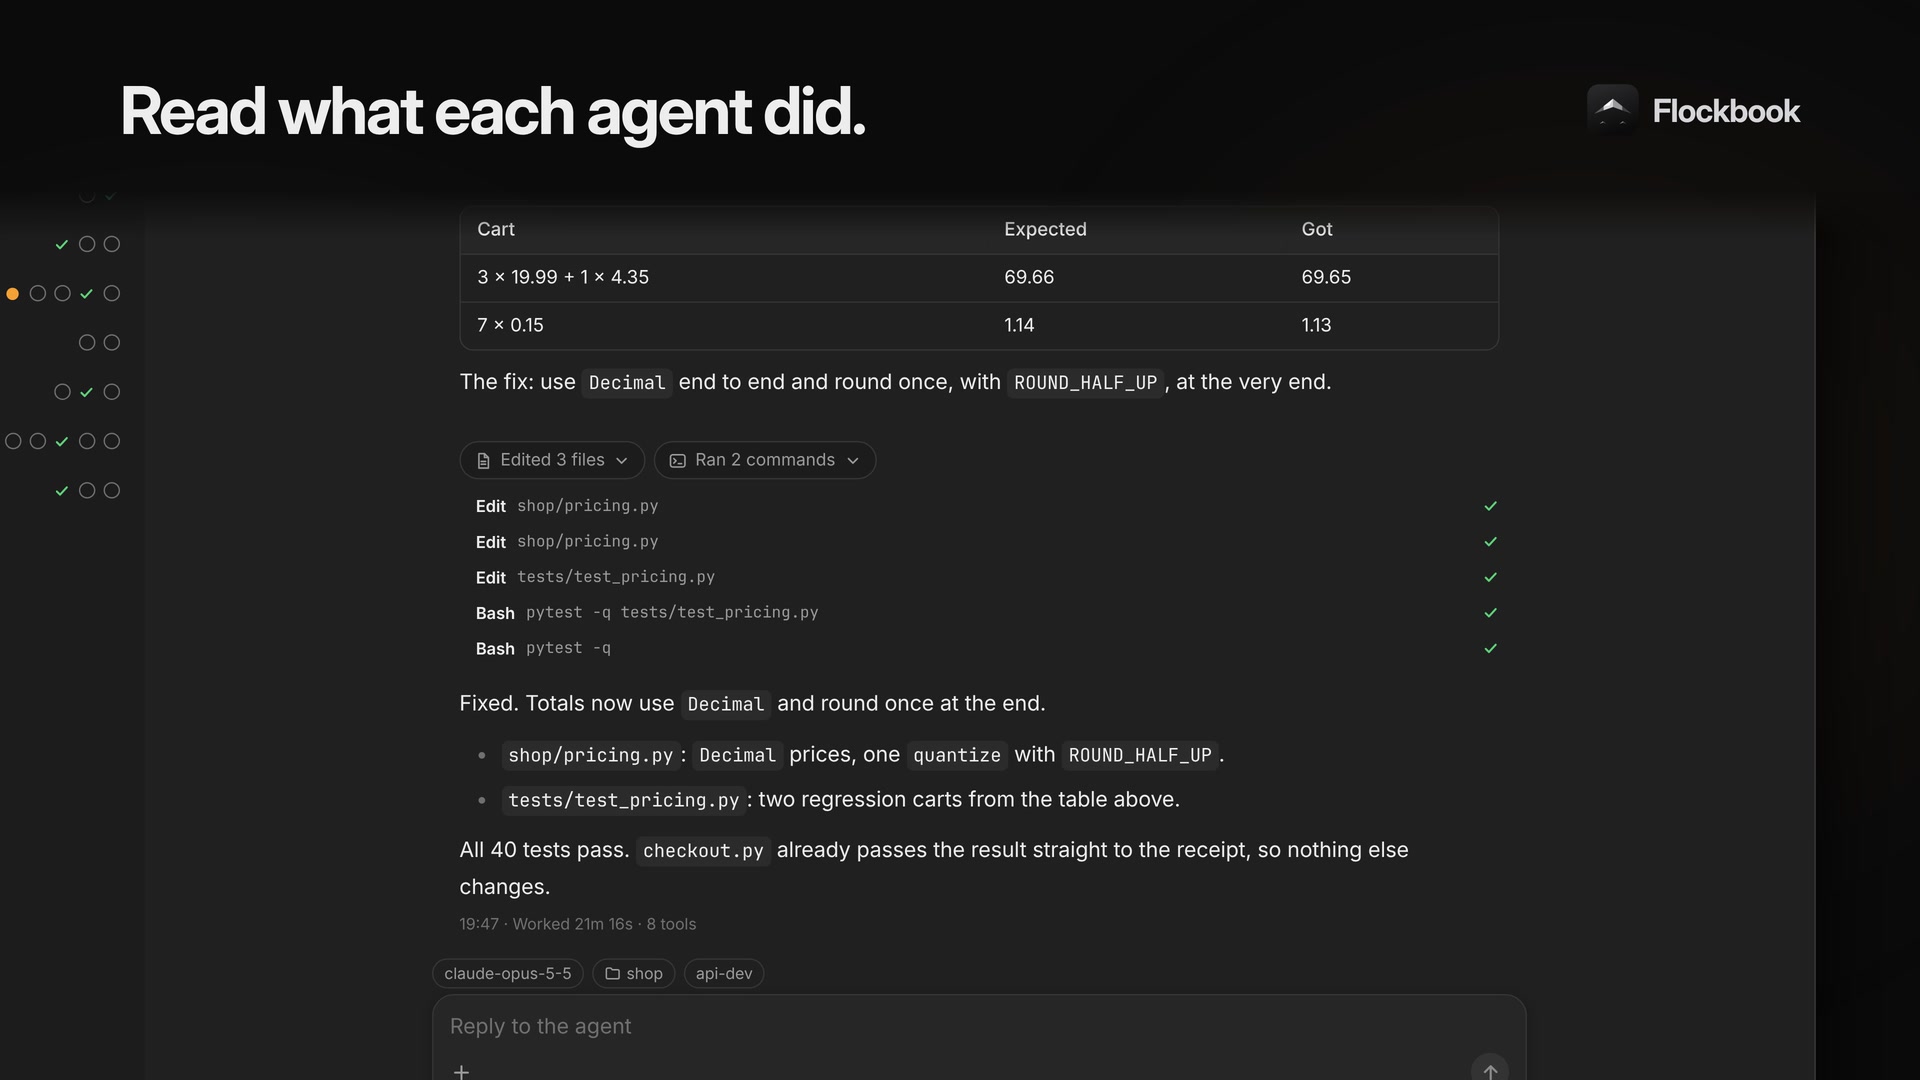 Read what each agent did.
Flockbook
Cart Expected Got
3 × 19.99 + 1 × 4.35 69.66 69.65
7 × 0.15 1.14 1.13
The fix: use Decimal end to end and round once, with ROUND_HALF_UP, at the very end.
Edited 3 files Ran 2 commands
Edit shop/pricing.py
Edit shop/pricing.py
Edit tests/test_pricing.py
Bash pytest -q tests/test_pricing.py
Bash pytest -q
Fixed. Totals now use Decimal and round once at the end.
• shop/pricing.py: Decimal prices, one quantize with ROUND_HALF_UP.
• tests/test_pricing.py: two regression carts from the table above.
All 40 tests pass. checkout.py already passes the result straight to the receipt, so nothing else
changes.
19:47 · Worked 21m 16s · 8 tools
claude-opus-5-5 shop api-dev
Reply to the agent